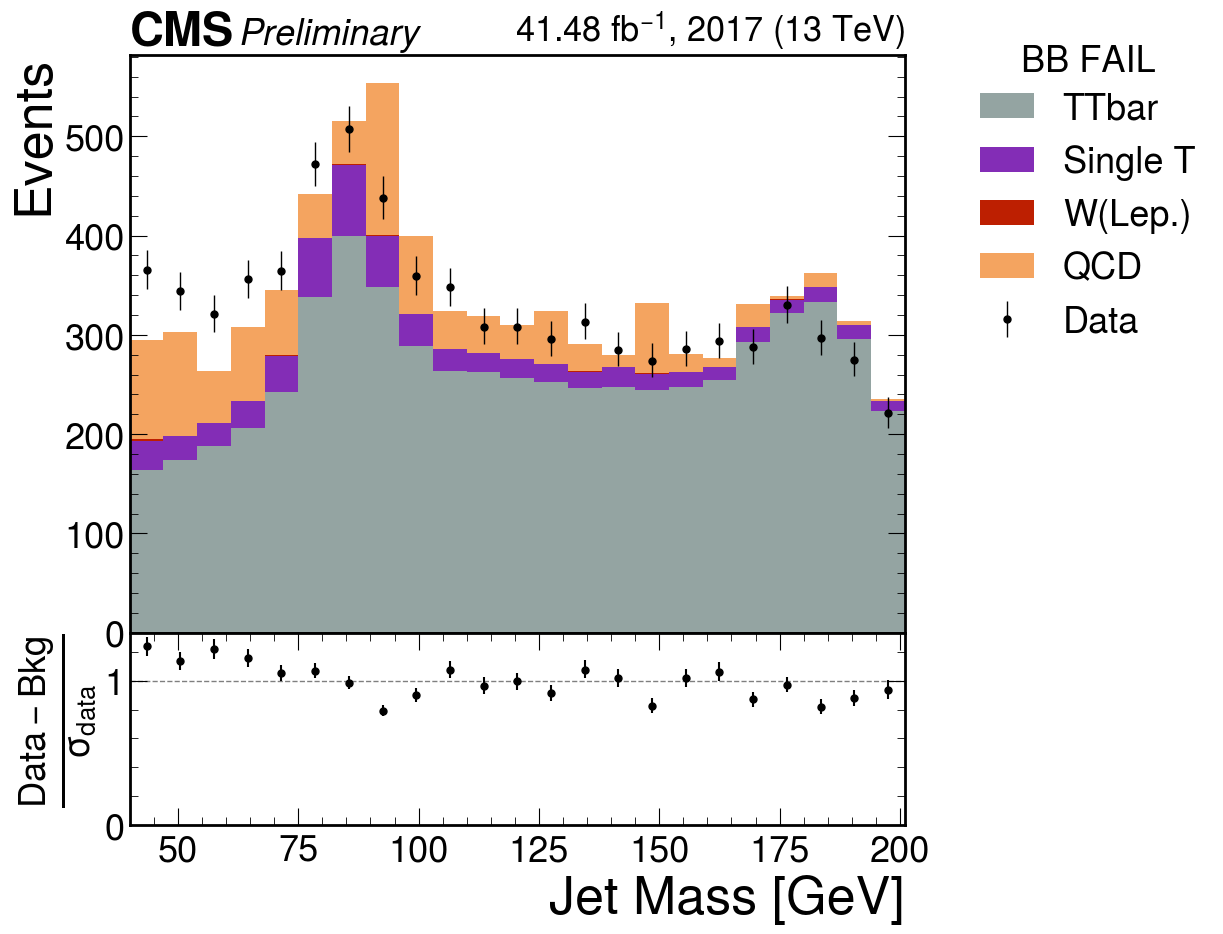 CMS Preliminary 41.48 fb⁻¹, 2017 (13 TeV)
Events
500
400
300
200
100
0
BB FAIL
TTbar
Single T
W(Lep.)
QCD
Data
Data − Bkg
σdata
1
0
50 75 100 125 150 175 200
Jet Mass [GeV]